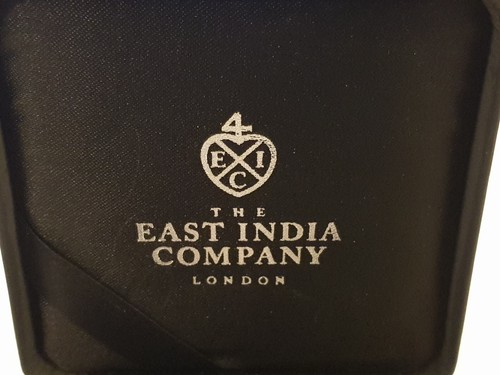 4
E I
C
THE
EAST INDIA
COMPANY
LONDON